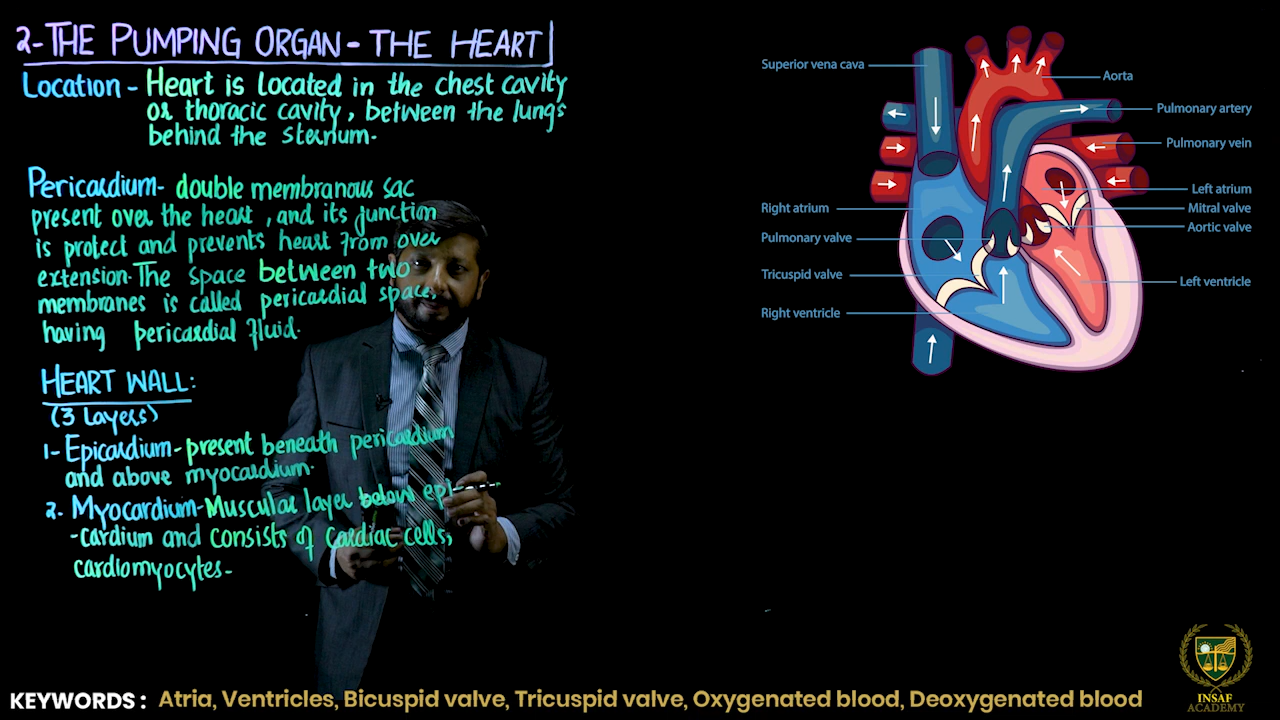 2-THE PUMPING ORGAN- THE HEART
Location- Heart is located in the chest cavity
or thoracic cavity, between the lungs
behind the sternum.
Pericardium- double membranous sac
present over the heart, and its junction
is protect and prevents heart from over
extension. The space between two
membranes is called pericardial space,
having pericardial fluid.
HEART WALL:
(3 Layers)
1- Epicardium- present beneath pericardium
and above myocardium.
2. Myocardium- Muscular layer below epi
-cardium and consists of cardiac cells,
cardiomyocytes-
Superior vena cava
Aorta
Pulmonary artery
Pulmonary vein
Left atrium
Right atrium
Mitral valve
Aortic valve
Pulmonary valve
Tricuspid valve
Left ventricle
Right ventricle
KEYWORDS : Atria, Ventricles, Bicuspid valve, Tricuspid valve, Oxygenated blood, Deoxygenated blood
INSAF
ACADEMY